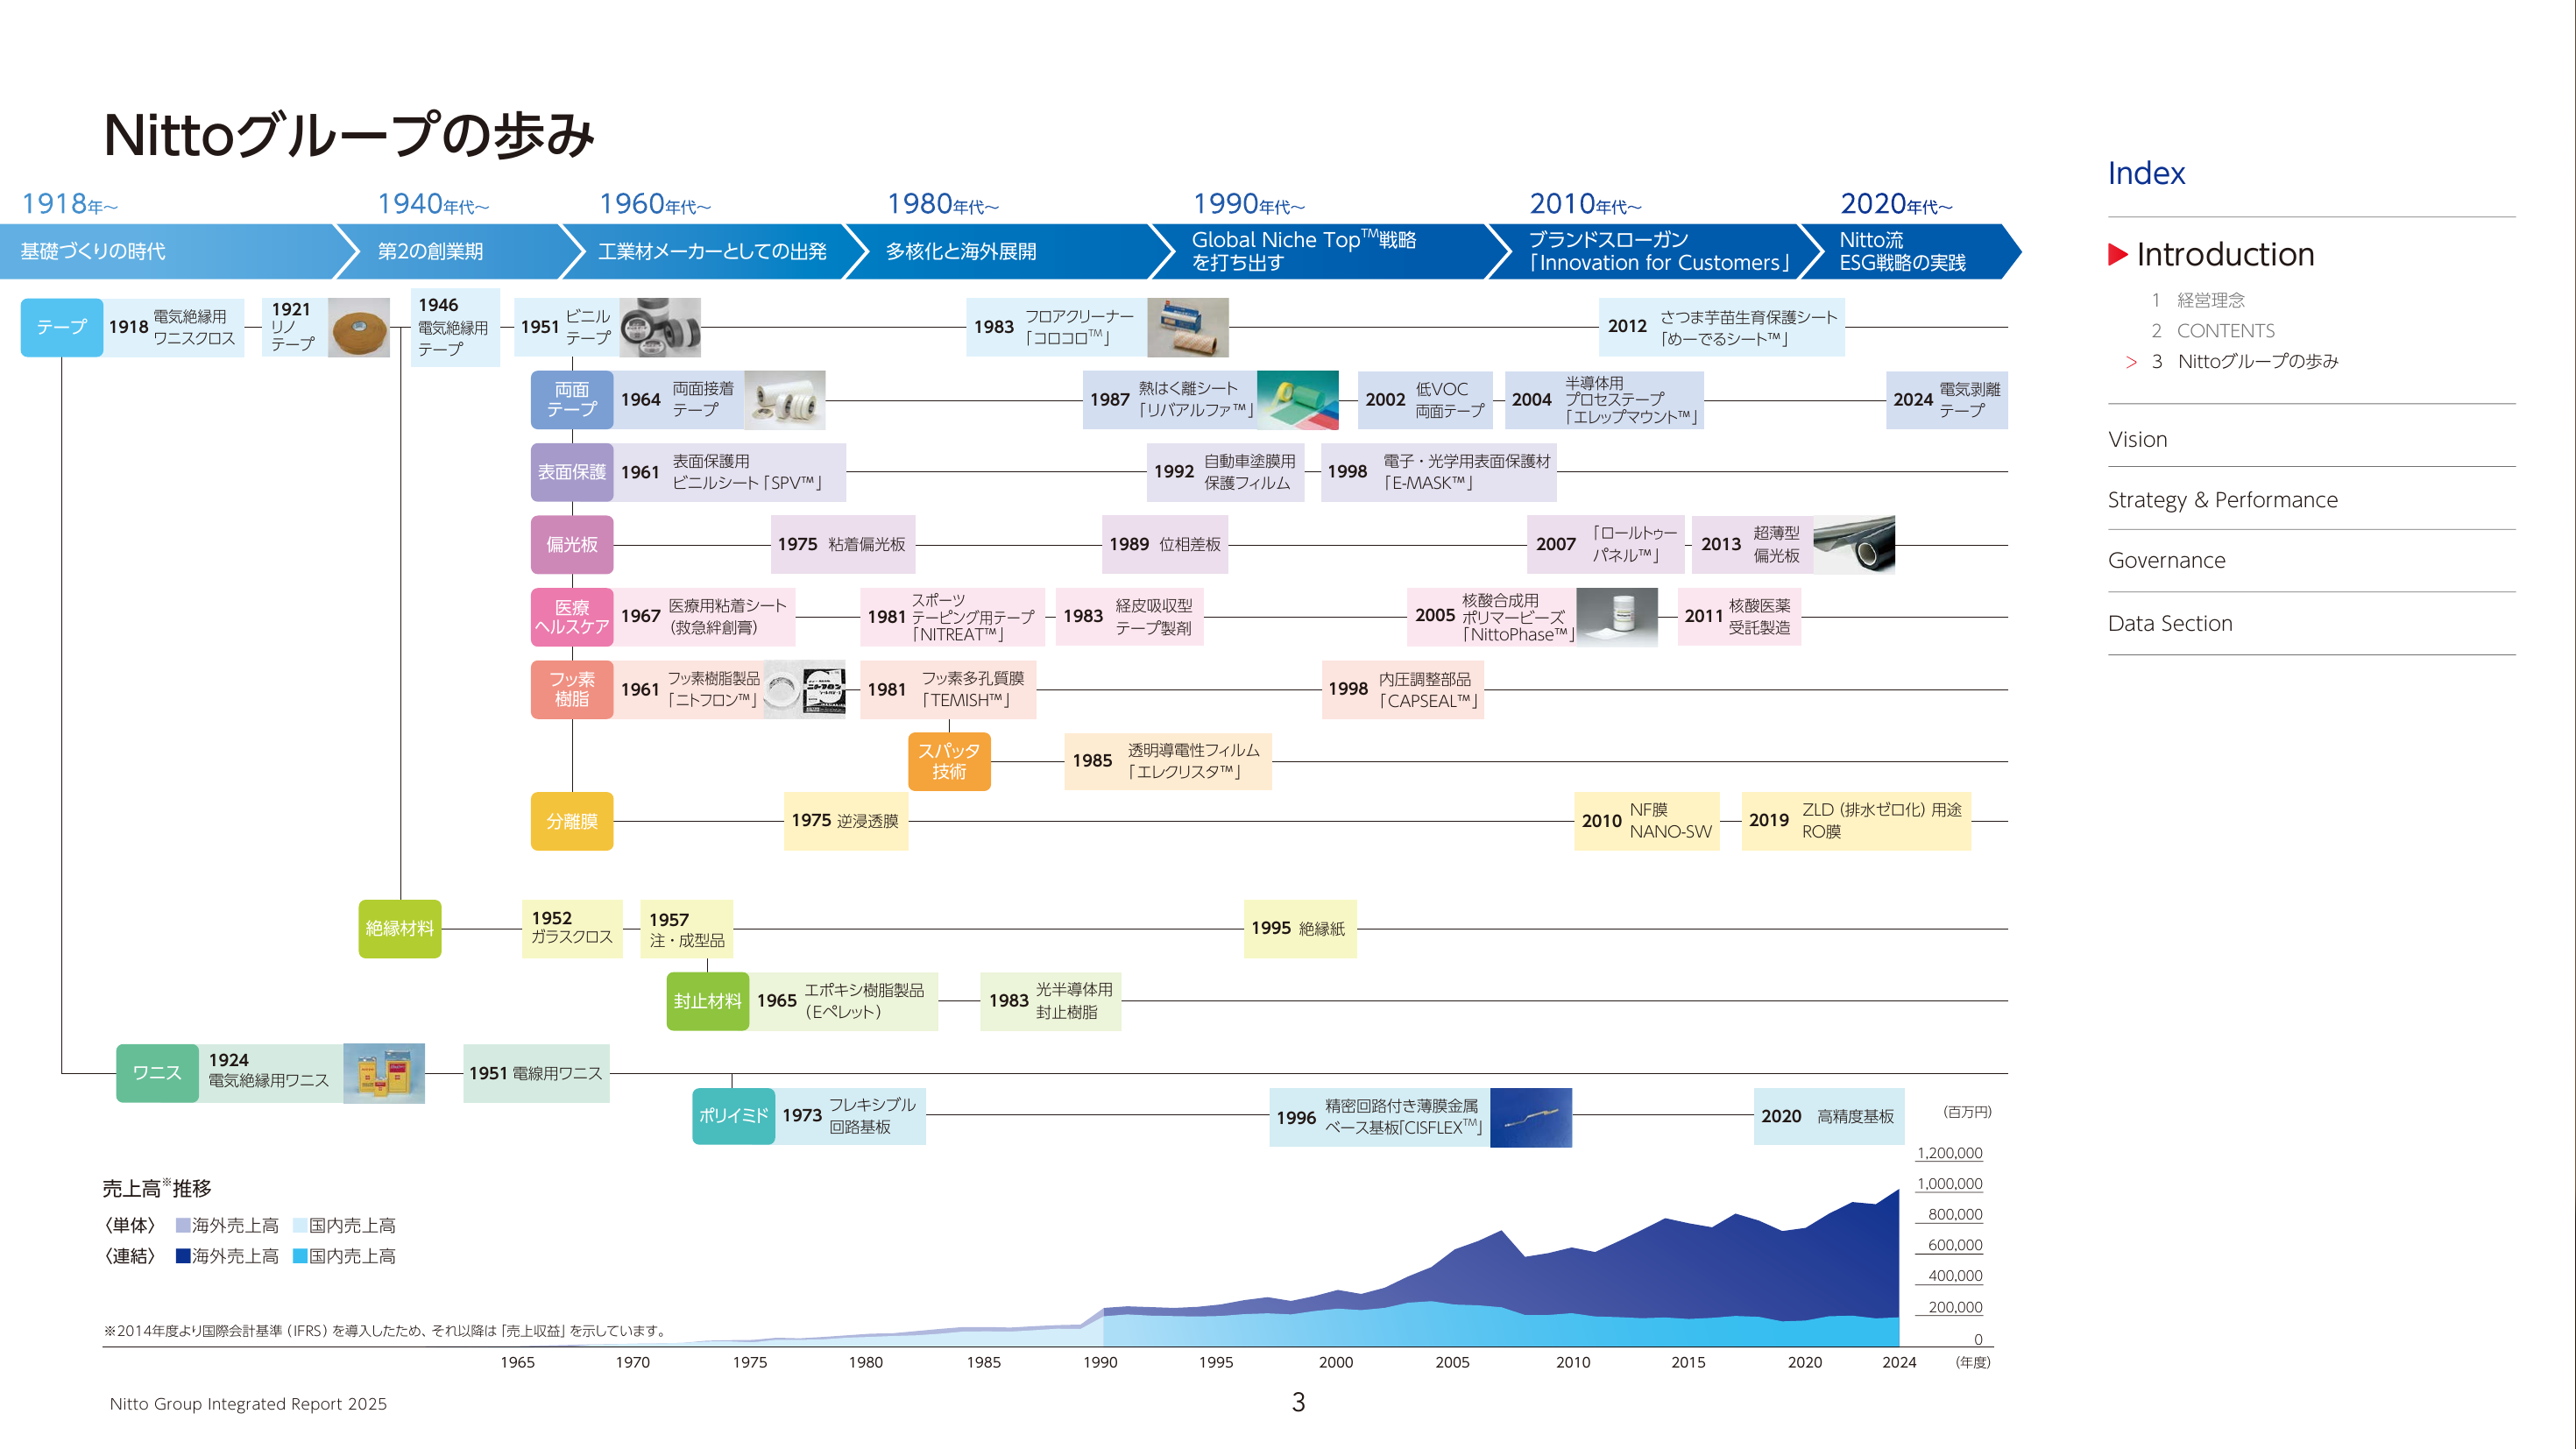 Nittoグループの歩み
1918年～
1940年代～
1960年代～
1980年代～
1990年代～
2010年代～
2020年代～
基礎づくりの時代
第2の創業期
工業材メーカーとしての出発
多核化と海外展開
Global Niche Top™戦略
を打ち出す
ブランドスローガン
「Innovation for Customers」
Nitto流
ESG戦略の実践
テープ
1918 電気絶縁用
ワニスクロス
1921
リノ
テープ
1946
電気絶縁用
テープ
1951 ビニル
テープ
1983 フロアクリーナー
「コロコロ™」
2012 さつま芋苗生育保護シート
「めーでるシート™」
両面
テープ
1964 両面接着
テープ
1987 熱はく離シート
「リバアルファ™」
2002 低VOC
両面テープ
2004 半導体用
プロセステープ
「エレップマウント™」
2024 電気剥離
テープ
表面保護
1961 表面保護用
ビニルシート「SPV™」
1992 自動車塗膜用
保護フィルム
1998 電子・光学用表面保護材
「E-MASK™」
偏光板
1975 粘着偏光板
1989 位相差板
2007 「ロールトゥー
パネル™」
2013 超薄型
偏光板
医療
ヘルスケア
1967 医療用粘着シート
（救急絆創膏）
1981 スポーツ
テーピング用テープ
「NITREAT™」
1983 経皮吸収型
テープ製剤
2005 核酸合成用
ポリマービーズ
「NittoPhase™」
2011 核酸医薬
受託製造
フッ素
樹脂
1961 フッ素樹脂製品
「ニトフロン™」
ニトフロン
1981 フッ素多孔質膜
「TEMISH™」
1998 内圧調整部品
「CAPSEAL™」
スパッタ
技術
1985 透明導電性フィルム
「エレクリスタ™」
分離膜
1975 逆浸透膜
2010 NF膜
NANO-SW
2019 ZLD（排水ゼロ化）用途
RO膜
絶縁材料
1952
ガラスクロス
1957
注・成型品
1995 絶縁紙
封止材料
1965 エポキシ樹脂製品
（Eペレット）
1983 光半導体用
封止樹脂
ワニス
1924
電気絶縁用ワニス
1951 電線用ワニス
ポリイミド
1973 フレキシブル
回路基板
1996 精密回路付き薄膜金属
ベース基板「CISFLEX™」
2020 高精度基板
（百万円）
1,200,000
1,000,000
800,000
600,000
400,000
200,000
0
売上高※推移
〈単体〉 海外売上高 国内売上高
〈連結〉 海外売上高 国内売上高
※2014年度より国際会計基準（IFRS）を導入したため、それ以降は「売上収益」を示しています。
1965 1970 1975 1980 1985 1990 1995 2000 2005 2010 2015 2020 2024 （年度）
Nitto Group Integrated Report 2025
3
Index
Introduction
1 経営理念
2 CONTENTS
> 3 Nittoグループの歩み
Vision
Strategy & Performance
Governance
Data Section